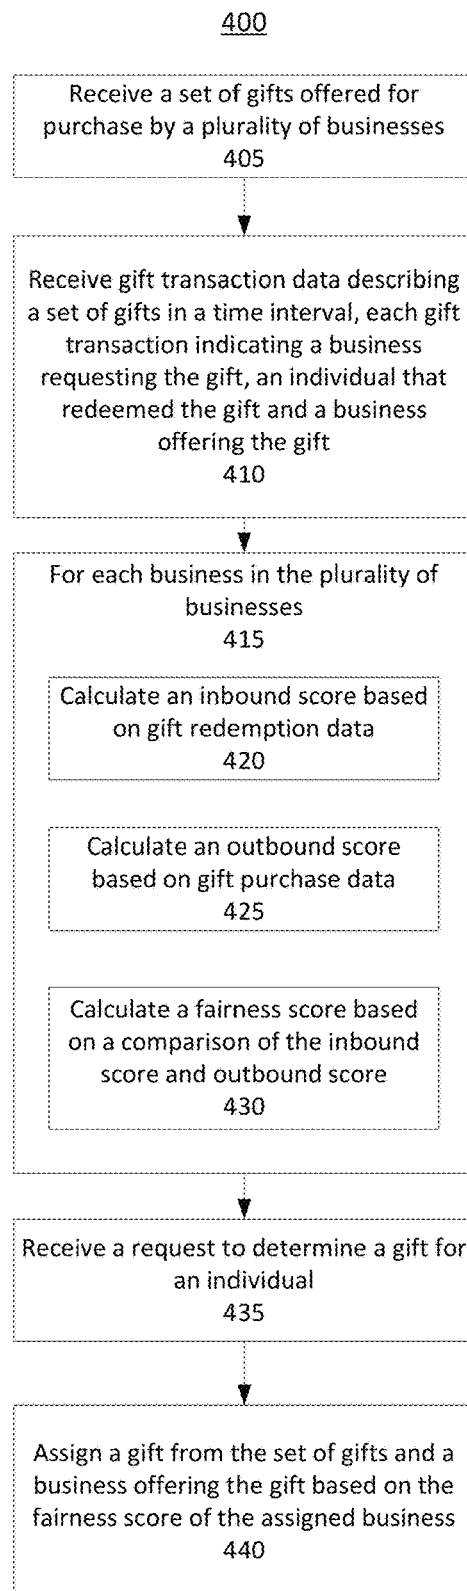 400
Receive a set of gifts offered for
purchase by a plurality of businesses
405
Receive gift transaction data describing
a set of gifts in a time interval, each gift
transaction indicating a business
requesting the gift, an individual that
redeemed the gift and a business
offering the gift
410
For each business in the plurality of
businesses
415
Calculate an inbound score based
on gift redemption data
420
Calculate an outbound score
based on gift purchase data
425
Calculate a fairness score based
on a comparison of the inbound
score and outbound score
430
Receive a request to determine a gift for
an individual
435
Assign a gift from the set of gifts and a
business offering the gift based on the
fairness score of the assigned business
440